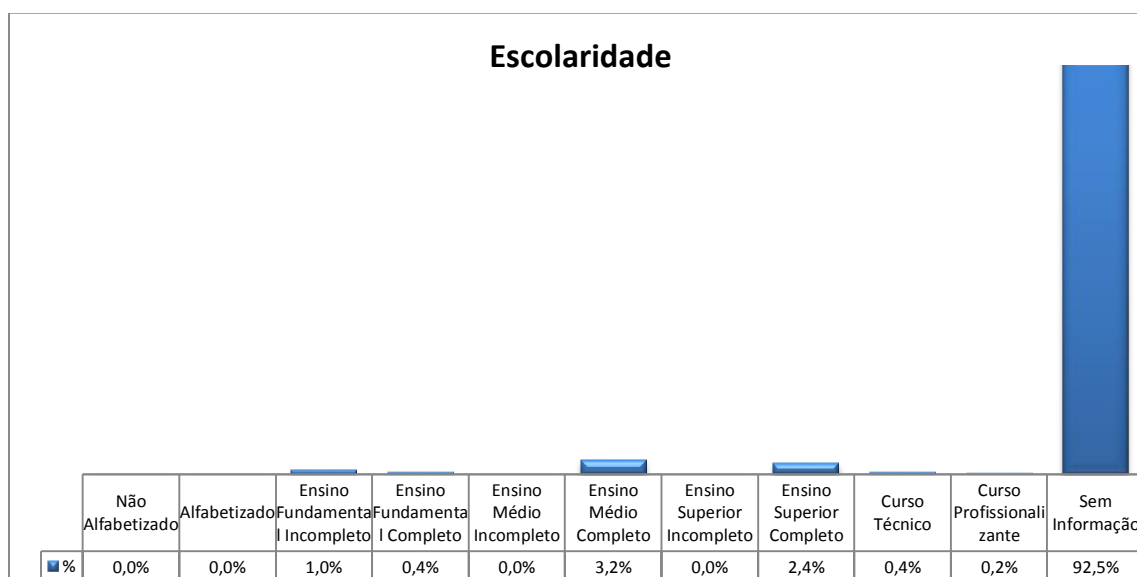 Escolaridade
Não
Alfabetizado
Alfabetizado
Ensino
Fundamenta
l Incompleto
Ensino
Fundamenta
l Completo
Ensino
Médio
Incompleto
Ensino
Médio
Completo
Ensino
Superior
Incompleto
Ensino
Superior
Completo
Curso
Técnico
Curso
Profissionali
zante
Sem
Informação
% 0,0% 0,0% 1,0% 0,4% 0,0% 3,2% 0,0% 2,4% 0,4% 0,2% 92,5%